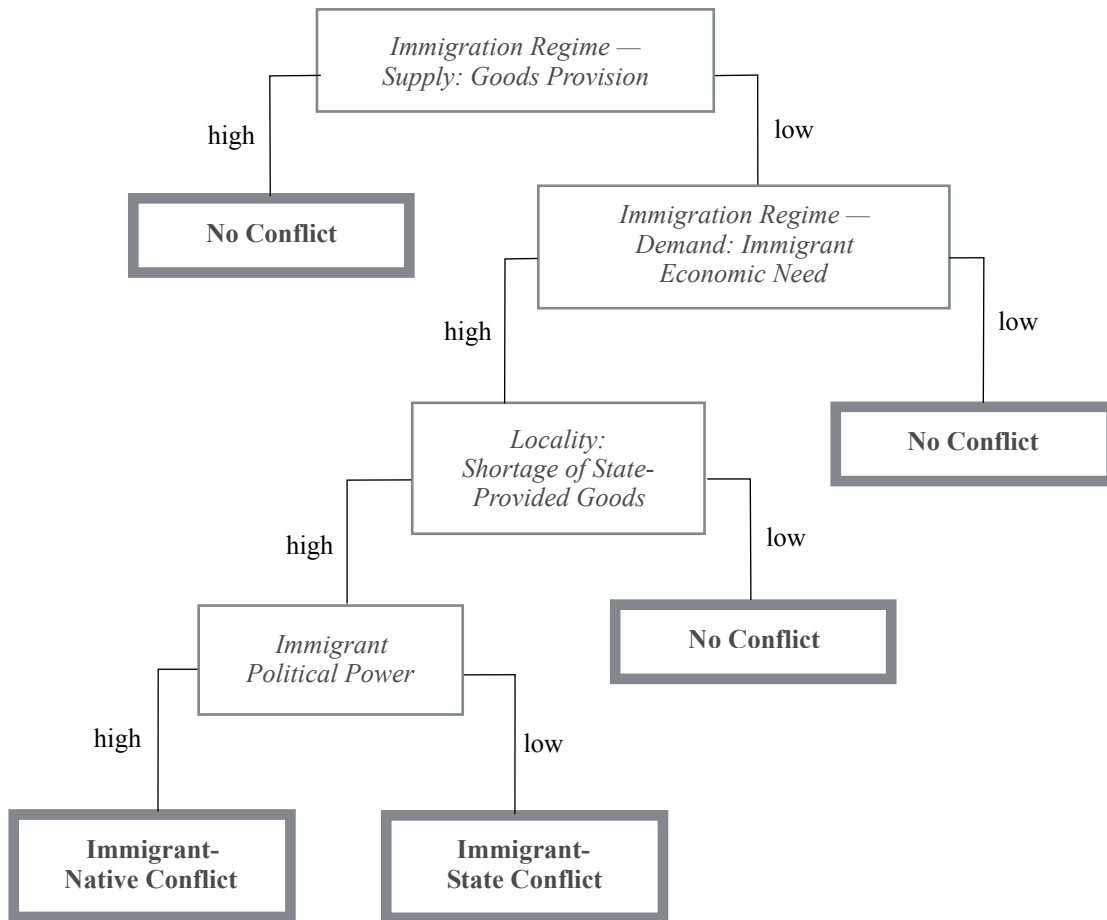 Immigration Regime —
Supply: Goods Provision
high
low
No Conflict
Immigration Regime —
Demand: Immigrant
Economic Need
high
low
Locality:
Shortage of State-
Provided Goods
No Conflict
high
low
Immigrant
Political Power
No Conflict
high
low
Immigrant-
Native Conflict
Immigrant-
State Conflict